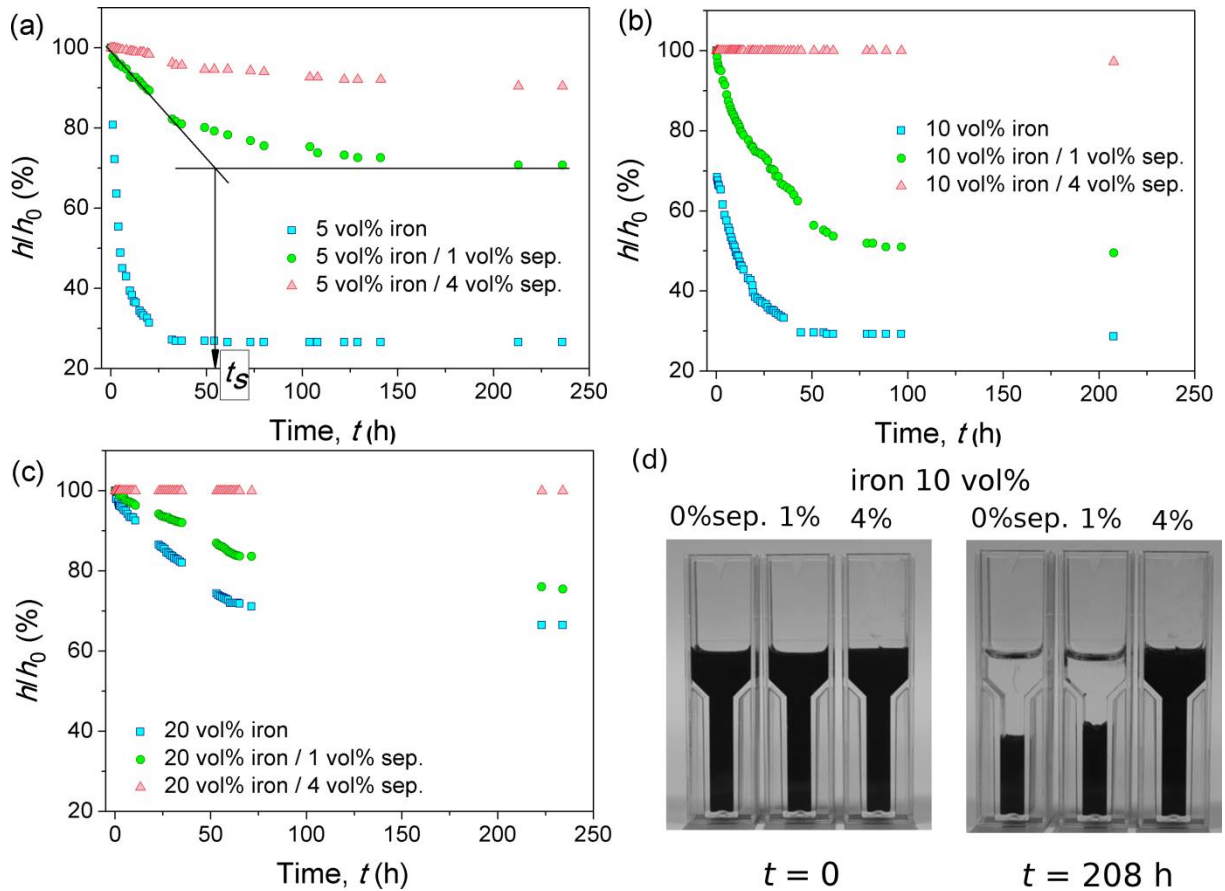 (a)
100
80
60
40
20
h/h0 (%)
5 vol% iron
5 vol% iron / 1 vol% sep.
5 vol% iron / 4 vol% sep.
tS
0 50 100 150 200 250
Time, t (h)
(b)
100
80
60
40
20
h/h0 (%)
10 vol% iron
10 vol% iron / 1 vol% sep.
10 vol% iron / 4 vol% sep.
0 50 100 150 200 250
Time, t (h)
(c)
100
80
60
40
20
h/h0 (%)
20 vol% iron
20 vol% iron / 1 vol% sep.
20 vol% iron / 4 vol% sep.
0 50 100 150 200 250
Time, t (h)
(d)
iron 10 vol%
0%sep. 1% 4%
0%sep. 1% 4%
t = 0
t = 208 h